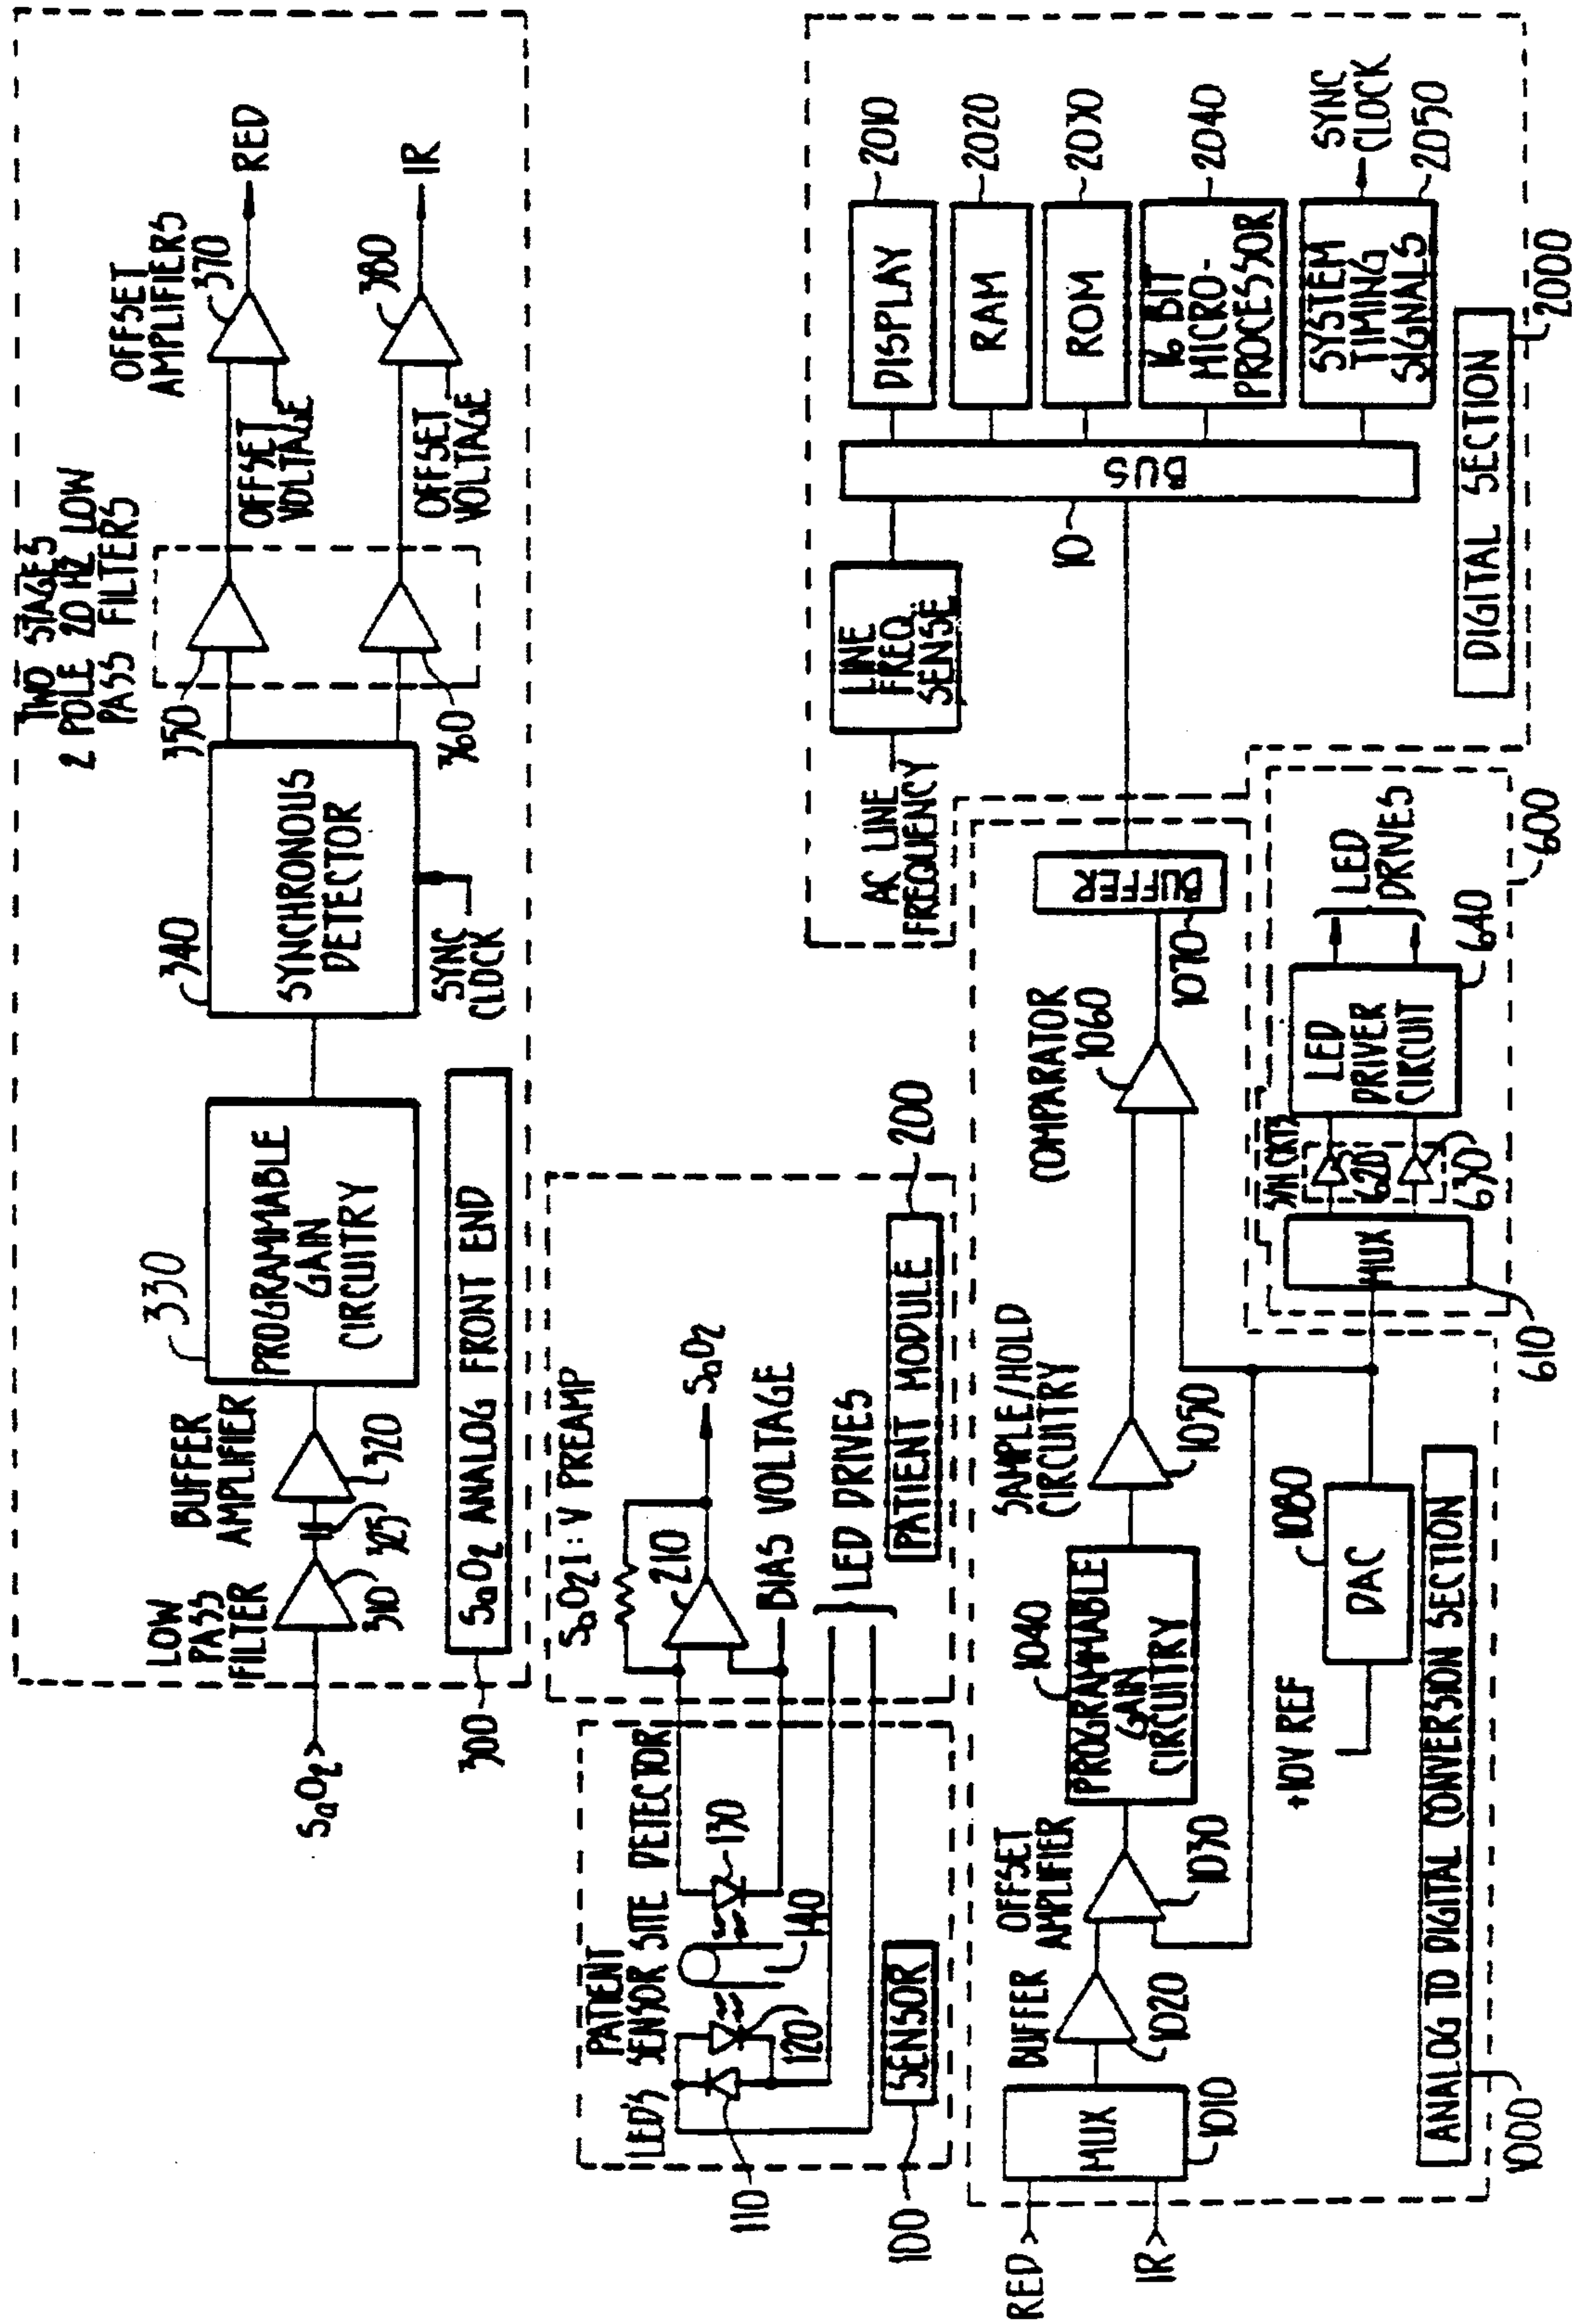 TWO STAGES
2 POLE 20 HZ LOW
PASS FILTERS
OFFSET
AMPLIFIERS
LOW
PASS
FILTER
BUFFER
AMPLIFIER
SaO2
310
325
320
330
PROGRAMMABLE
GAIN
CIRCUITRY
340
SYNCHRONOUS
DETECTOR
SYNC
CLOCK
350
360
OFFSET
VOLTAGE
OFFSET
VOLTAGE
370
380
RED
IR
300
SaO2 ANALOG FRONT END
PATIENT
LED'S SENSOR SITE DETECTOR
110
120
140
130
100
SENSOR
SaO2 I:V PREAMP
210
SaO2
BIAS VOLTAGE
LED DRIVES
PATIENT MODULE
200
AC LINE
FREQUENCY
LINE
FREQ.
SENSE
10
BUS
DISPLAY
2010
RAM
2020
ROM
2030
16 BIT
MICRO-
PROCESSOR
2040
SYSTEM
TIMING
SIGNALS
SYNC
CLOCK
2050
DIGITAL SECTION
2000
RED
IR
MUX
1010
BUFFER
1020
OFFSET
AMPLIFIER
1030
1040
PROGRAMMABLE
GAIN
CIRCUITRY
SAMPLE/HOLD
CIRCUITRY
1050
COMPARATOR
1060
BUFFER
1070
+10V REF
DAC
1080
ANALOG TO DIGITAL CONVERSION SECTION
1000
MUX
610
S/H CKTS
620
630
LED
DRIVER
CIRCUIT
640
LED
DRIVES
600